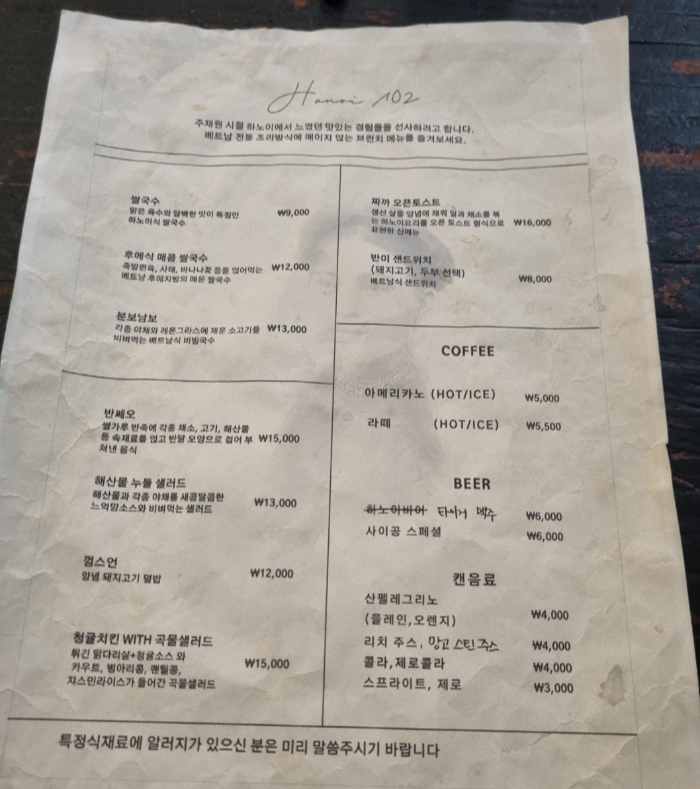 Hanoi 102
주재원 시절 하노이에서 느꼈던 맛있는 경험들을 선사하려고 합니다.
베트남 전통 조리방식에 매이지 않는 브런치 메뉴를 즐겨보세요.
쌀국수
맑은 육수와 담백한 맛이 특징인 ₩9,000
하노이식 쌀국수
후에식 매콤 쌀국수
족발편육, 사태, 바나나꽃 등을 얹어먹는 ₩12,000
베트남 후에지방의 매운 쌀국수
분보남보
각종 야채와 레몬그라스에 재운 소고기를 ₩13,000
비벼먹는 베트남식 비빔국수
반쎄오
쌀가루 반죽에 각종 채소, 고기, 해산물
등 속재료를 얹고 반달 모양으로 접어 부 ₩15,000
쳐낸 음식
해산물 누들 샐러드
해산물과 각종 야채를 새콤달콤한 ₩13,000
느억맘소스와 비벼먹는 샐러드
껌스언
양념 돼지고기 덮밥 ₩12,000
청귤치킨 WITH 곡물샐러드
튀긴 닭다리살+청귤소스 와
카무트, 병아리콩, 렌틸콩, ₩15,000
쟈스민라이스가 들어간 곡물샐러드
짜까 오픈토스트
생선 살을 양념에 재워 딜과 채소를 볶
는 하노이요리를 오픈 토스트 형식으로 ₩16,000
표현한 신메뉴
반미 샌드위치
(돼지고기, 두부 선택)
베트남식 샌드위치 ₩8,000
COFFEE
아메리카노 (HOT/ICE) ₩5,000
라떼 (HOT/ICE) ₩5,500
BEER
하노이비어 타이거 맥주 ₩6,000
사이공 스페셜 ₩6,000
캔음료
산펠레그리노
(플레인,오렌지) ₩4,000
리치 주스, 망고 스틴 주스 ₩4,000
콜라,제로콜라 ₩4,000
스프라이트, 제로 ₩3,000
특정식재료에 알러지가 있으신 분은 미리 말씀주시기 바랍니다